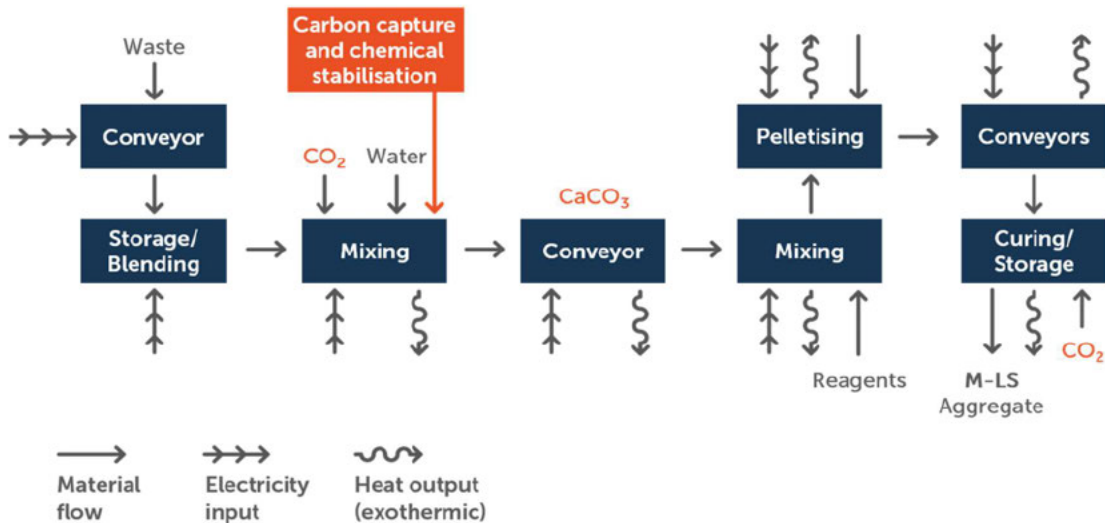 Waste
Carbon capture
and chemical
stabilisation
Conveyor
CO₂
Water
Storage/
Blending
Mixing
CaCO₃
Conveyor
Mixing
Reagents
Pelletising
Conveyors
Curing/
Storage
CO₂
M-LS
Aggregate
Material
flow
Electricity
input
Heat output
(exothermic)